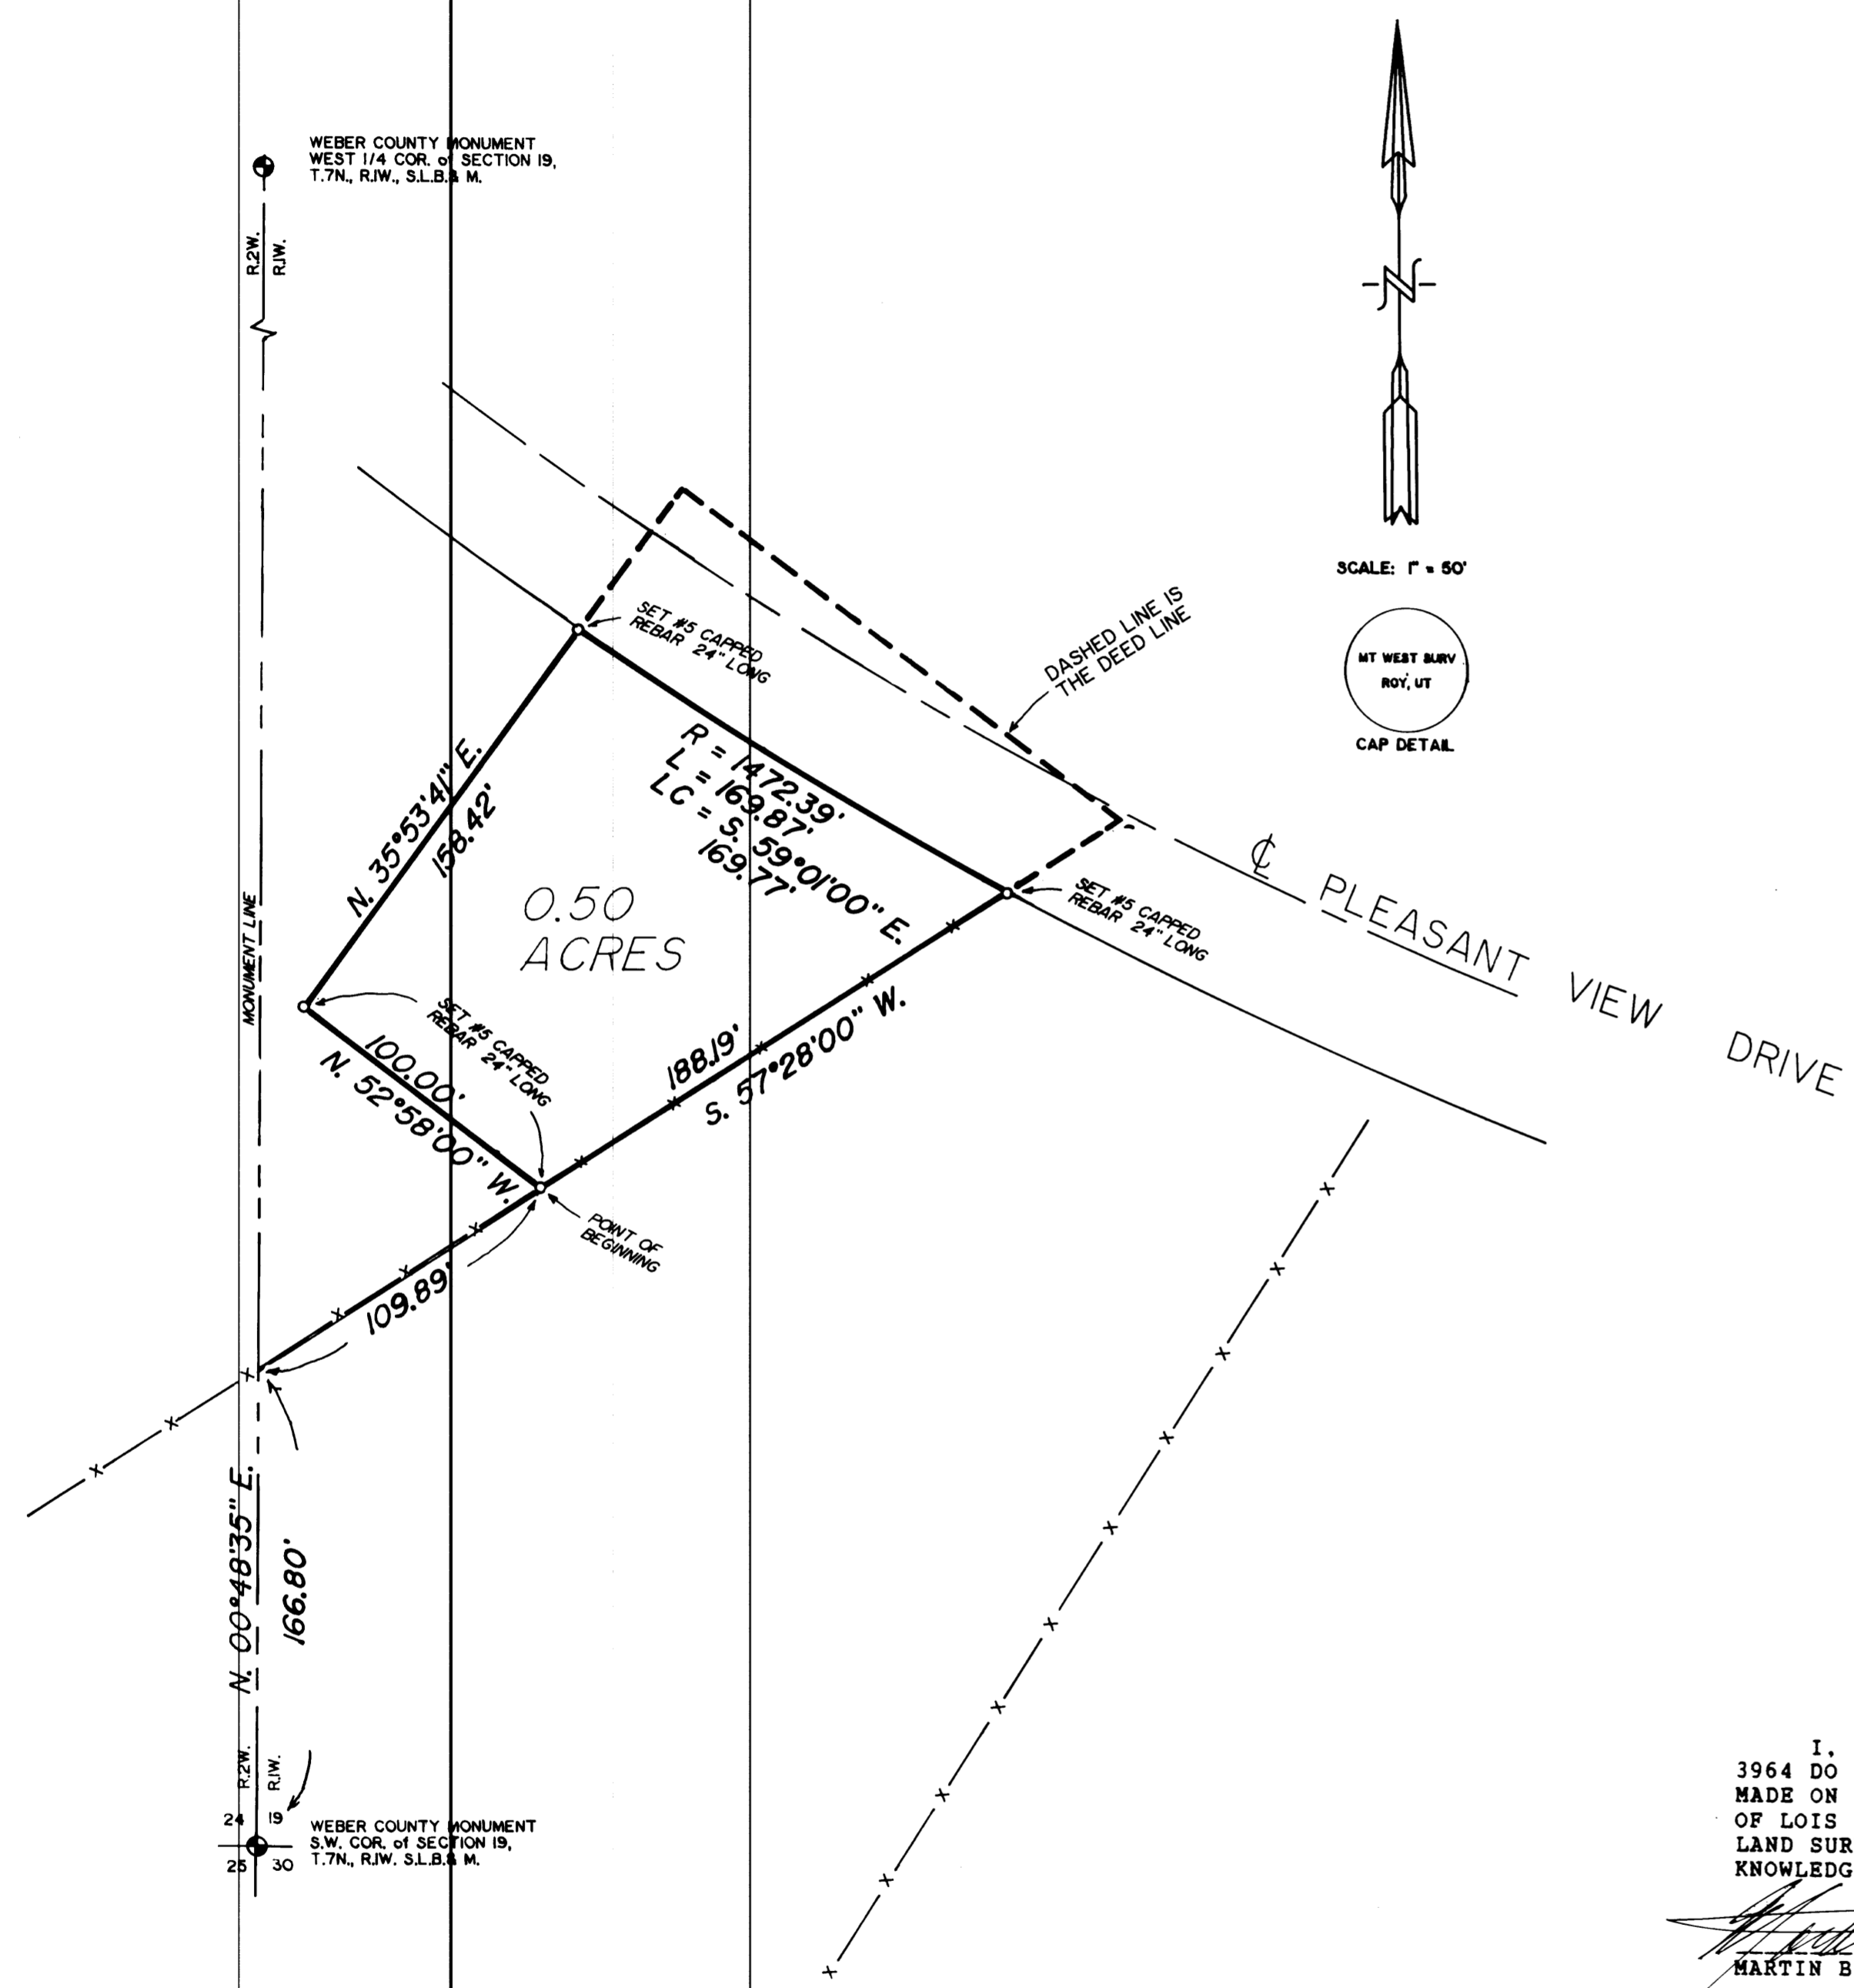 WEBER COUNTY MONUMENT
WEST 1/4 COR. of SECTION 19,
T.7N., R.1W., S.L.B.& M.
R.2W.
R.1W.
N
SCALE: 1" = 50'
MT WEST SURV
ROY, UT
CAP DETAIL
SET #5 CAPPED
REBAR 24" LONG
DASHED LINE IS
THE DEED LINE
N. 35°53'41" E.
158.42'
R = 1472.39'
L = 169.87'
LC = S. 59°01'00" E.
169.77'
0.50
ACRES
SET #5 CAPPED
REBAR 24" LONG
℄ PLEASANT VIEW DRIVE
MONUMENT LINE
SET #5 CAPPED
REBAR 24" LONG
100.00'
N. 52°58'00" W.
188.19'
S. 57°28'00" W.
POINT OF
BEGINNING
109.89'
N. 00°48'35" E.
166.80'
R.2W.
R.1W.
24 19
25 30
WEBER COUNTY MONUMENT
S.W. COR. of SECTION 19,
T.7N., R.1W. S.L.B.& M.
I,
3964 DO
MADE ON
OF LOIS
LAND SUR
KNOWLEDG
MARTIN B